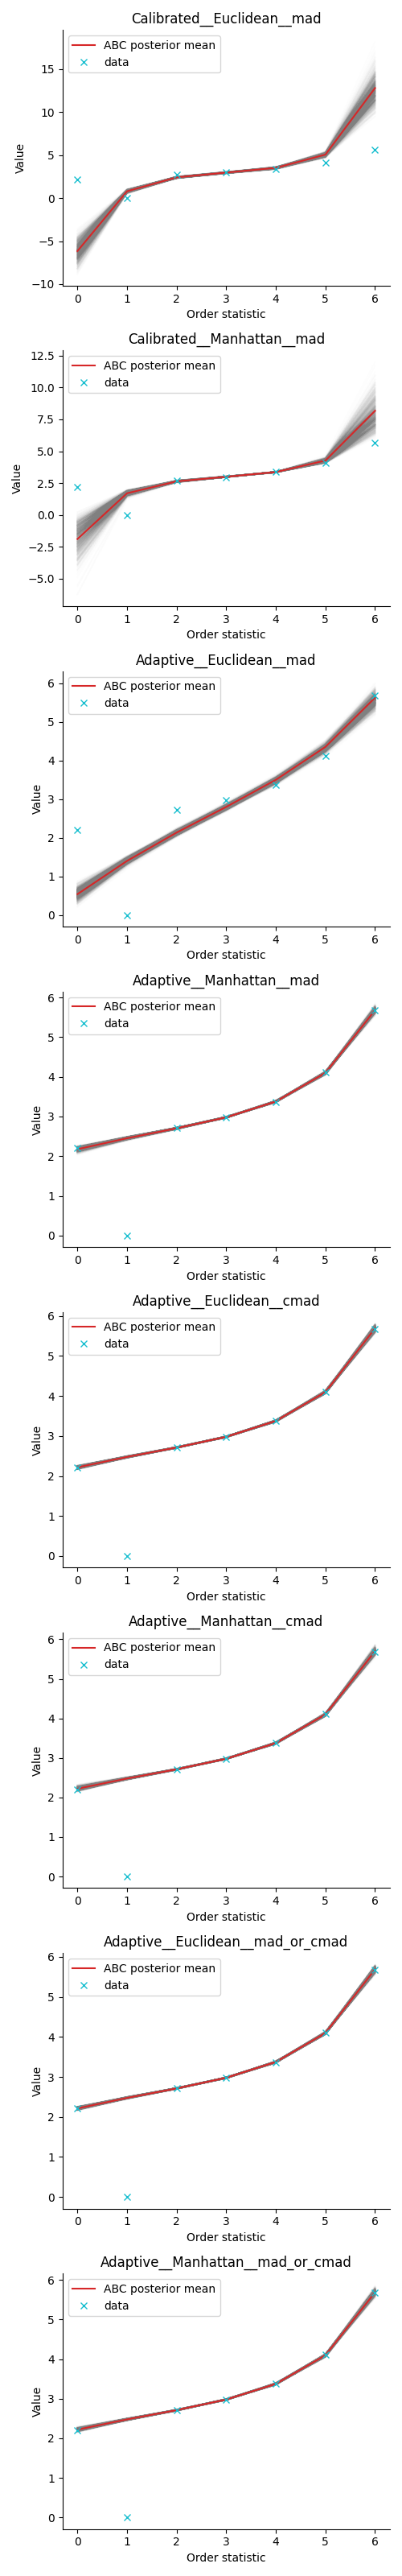 Calibrated__Euclidean__mad
ABC posterior mean
data
15
10
5
0
−5
−10
Value
0 1 2 3 4 5 6
Order statistic
Calibrated__Manhattan__mad
ABC posterior mean
data
12.5
10.0
7.5
5.0
2.5
0.0
−2.5
−5.0
Value
0 1 2 3 4 5 6
Order statistic
Adaptive__Euclidean__mad
ABC posterior mean
data
6
5
4
3
2
1
0
Value
0 1 2 3 4 5 6
Order statistic
Adaptive__Manhattan__mad
ABC posterior mean
data
6
5
4
3
2
1
0
Value
0 1 2 3 4 5 6
Order statistic
Adaptive__Euclidean__cmad
ABC posterior mean
data
6
5
4
3
2
1
0
Value
0 1 2 3 4 5 6
Order statistic
Adaptive__Manhattan__cmad
ABC posterior mean
data
6
5
4
3
2
1
0
Value
0 1 2 3 4 5 6
Order statistic
Adaptive__Euclidean__mad_or_cmad
ABC posterior mean
data
6
5
4
3
2
1
0
Value
0 1 2 3 4 5 6
Order statistic
Adaptive__Manhattan__mad_or_cmad
ABC posterior mean
data
6
5
4
3
2
1
0
Value
0 1 2 3 4 5 6
Order statistic